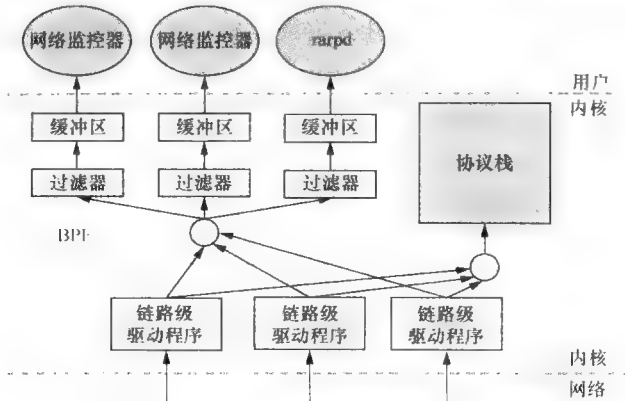 网络监控器
网络监控器
rarpd
用户
内核
缓冲区
缓冲区
缓冲区
协议栈
过滤器
过滤器
过滤器
BPF
链路级
驱动程序
链路级
驱动程序
链路级
驱动程序
内核
网络